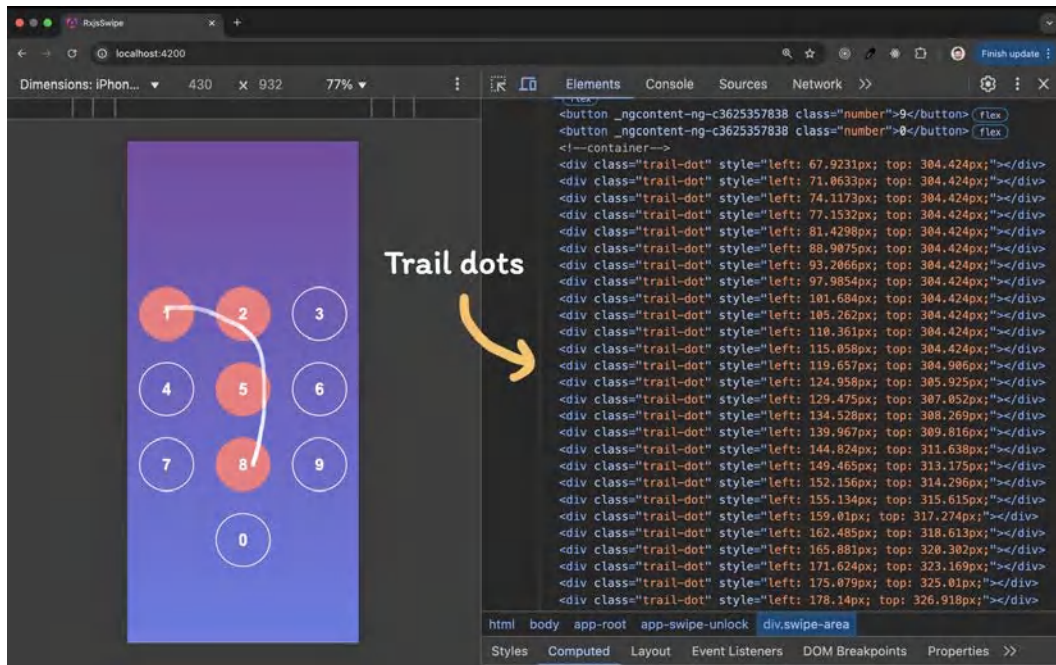 RxjsSwipe
localhost:4200
Finish update
Dimensions: iPhon... 430 × 932 77%
Elements Console Sources Network >>
flex
<button _ngcontent-ng-c3625357838 class="number">9</button> flex
<button _ngcontent-ng-c3625357838 class="number">0</button> flex
<!--container-->
<div class="trail-dot" style="left: 67.9231px; top: 304.424px;"></div>
<div class="trail-dot" style="left: 71.0633px; top: 304.424px;"></div>
<div class="trail-dot" style="left: 74.1173px; top: 304.424px;"></div>
<div class="trail-dot" style="left: 77.1532px; top: 304.424px;"></div>
<div class="trail-dot" style="left: 81.4298px; top: 304.424px;"></div>
<div class="trail-dot" style="left: 88.9075px; top: 304.424px;"></div>
<div class="trail-dot" style="left: 93.2066px; top: 304.424px;"></div>
<div class="trail-dot" style="left: 97.9854px; top: 304.424px;"></div>
<div class="trail-dot" style="left: 101.684px; top: 304.424px;"></div>
<div class="trail-dot" style="left: 105.262px; top: 304.424px;"></div>
<div class="trail-dot" style="left: 110.361px; top: 304.424px;"></div>
<div class="trail-dot" style="left: 115.058px; top: 304.424px;"></div>
<div class="trail-dot" style="left: 119.657px; top: 304.906px;"></div>
<div class="trail-dot" style="left: 124.958px; top: 305.925px;"></div>
<div class="trail-dot" style="left: 129.475px; top: 307.052px;"></div>
<div class="trail-dot" style="left: 134.528px; top: 308.269px;"></div>
<div class="trail-dot" style="left: 139.967px; top: 309.816px;"></div>
<div class="trail-dot" style="left: 144.824px; top: 311.638px;"></div>
<div class="trail-dot" style="left: 149.465px; top: 313.175px;"></div>
<div class="trail-dot" style="left: 152.156px; top: 314.296px;"></div>
<div class="trail-dot" style="left: 155.134px; top: 315.615px;"></div>
<div class="trail-dot" style="left: 159.01px; top: 317.274px;"></div>
<div class="trail-dot" style="left: 162.485px; top: 318.613px;"></div>
<div class="trail-dot" style="left: 165.881px; top: 320.302px;"></div>
<div class="trail-dot" style="left: 171.624px; top: 323.169px;"></div>
<div class="trail-dot" style="left: 175.079px; top: 325.01px;"></div>
<div class="trail-dot" style="left: 178.14px; top: 326.918px;"></div>
Trail dots
1 2 3
4 5 6
7 8 9
0
html body app-root app-swipe-unlock div.swipe-area
Styles Computed Layout Event Listeners DOM Breakpoints Properties >>